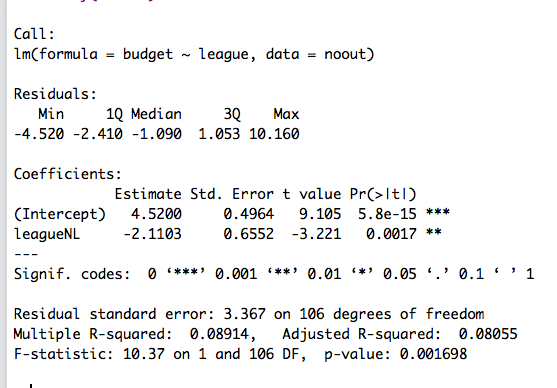 Call:
lm(formula = budget ~ league, data = noout)
Residuals:
Min 1Q Median 3Q Max
-4.520 -2.410 -1.090 1.053 10.160
Coefficients:
Estimate Std. Error t value Pr(>|t|)
(Intercept) 4.5200 0.4964 9.105 5.8e-15 ***
leagueNL -2.1103 0.6552 -3.221 0.0017 **
---
Signif. codes: 0 ‘***’ 0.001 ‘**’ 0.01 ‘*’ 0.05 ‘.’ 0.1 ‘ ’ 1
Residual standard error: 3.367 on 106 degrees of freedom
Multiple R-squared: 0.08914, Adjusted R-squared: 0.08055
F-statistic: 10.37 on 1 and 106 DF, p-value: 0.001698